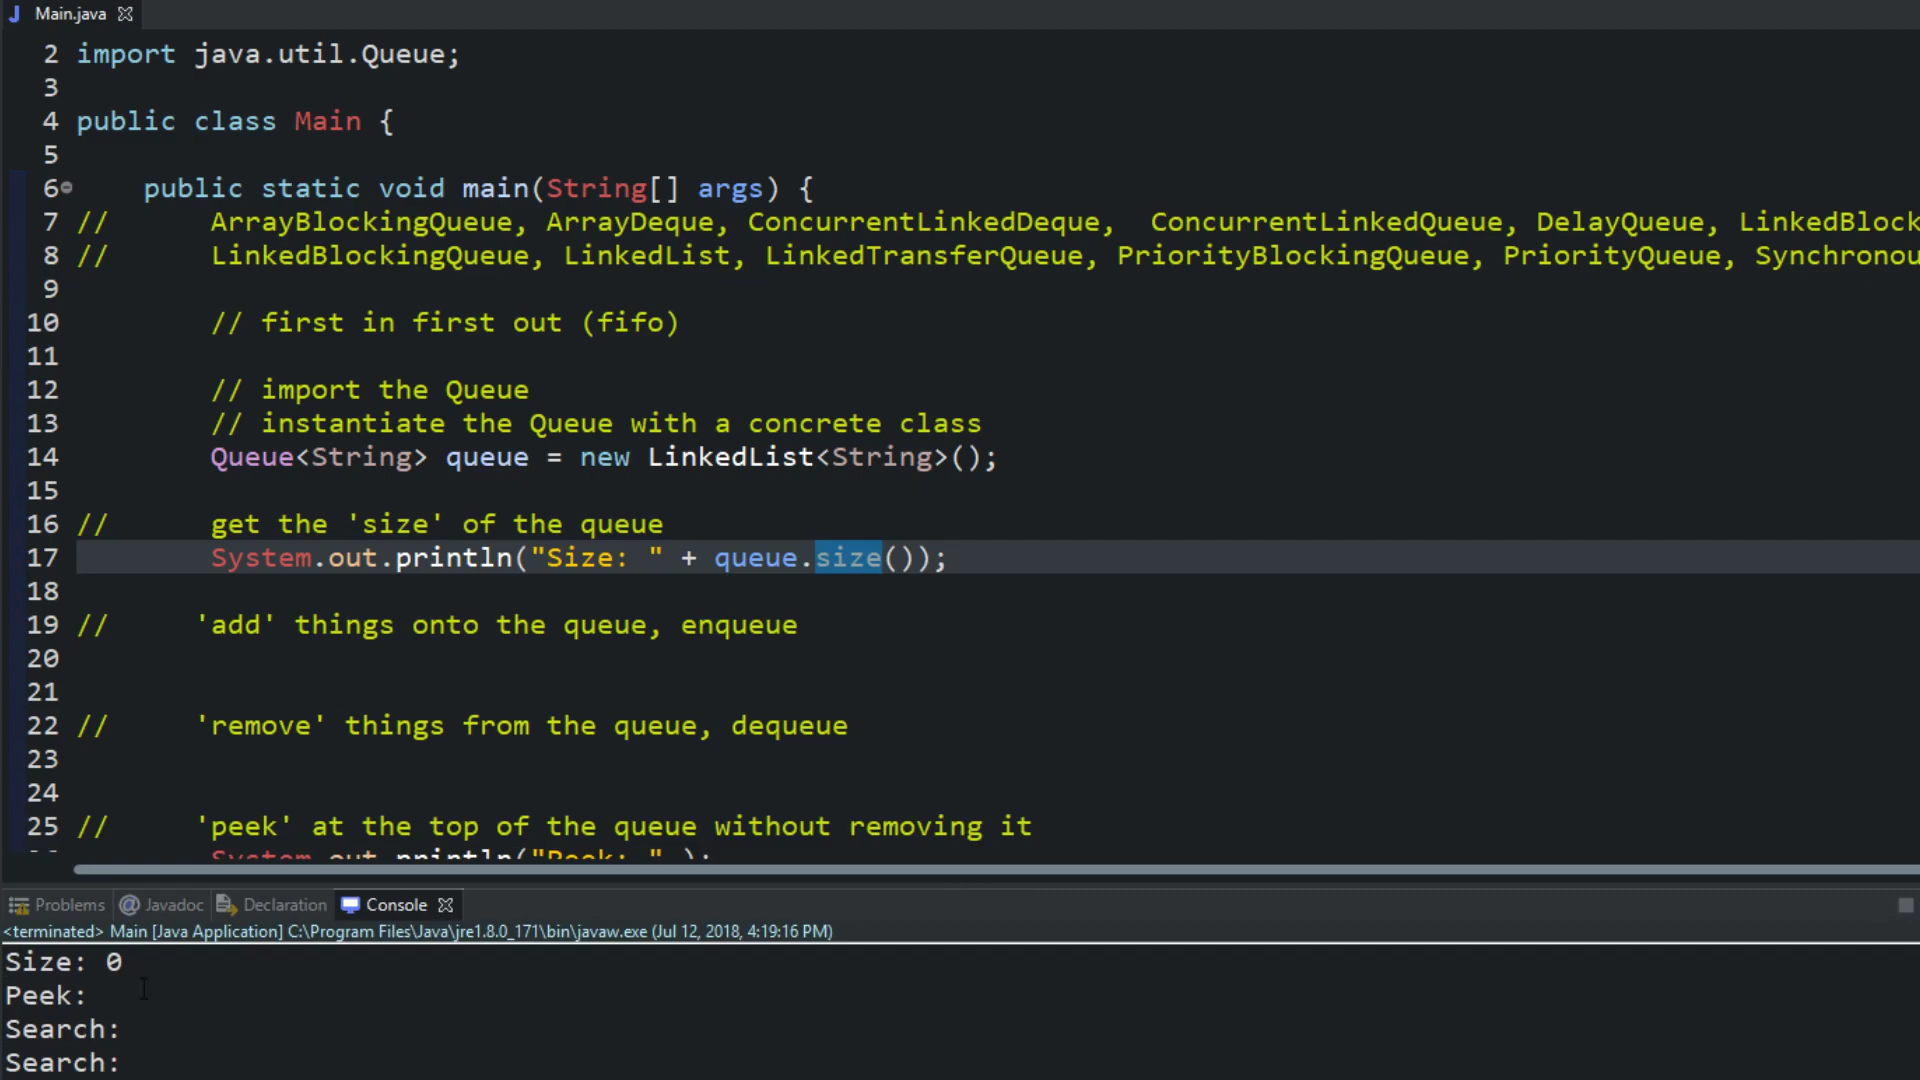 Main.java
2 import java.util.Queue;
3
4 public class Main {
5
6 public static void main(String[] args) {
7 // ArrayBlockingQueue, ArrayDeque, ConcurrentLinkedDeque, ConcurrentLinkedQueue, DelayQueue, LinkedBlock
8 // LinkedBlockingQueue, LinkedList, LinkedTransferQueue, PriorityBlockingQueue, PriorityQueue, Synchronou
9
10 // first in first out (fifo)
11
12 // import the Queue
13 // instantiate the Queue with a concrete class
14 Queue<String> queue = new LinkedList<String>();
15
16 // get the 'size' of the queue
17 System.out.println("Size: " + queue.size());
18
19 // 'add' things onto the queue, enqueue
20
21
22 // 'remove' things from the queue, dequeue
23
24
25 // 'peek' at the top of the queue without removing it
System.out.println("Peek: " );
Problems Javadoc Declaration Console
<terminated> Main [Java Application] C:\Program Files\Java\jre1.8.0_171\bin\javaw.exe (Jul 12, 2018, 4:19:16 PM)
Size: 0
Peek:
Search:
Search: